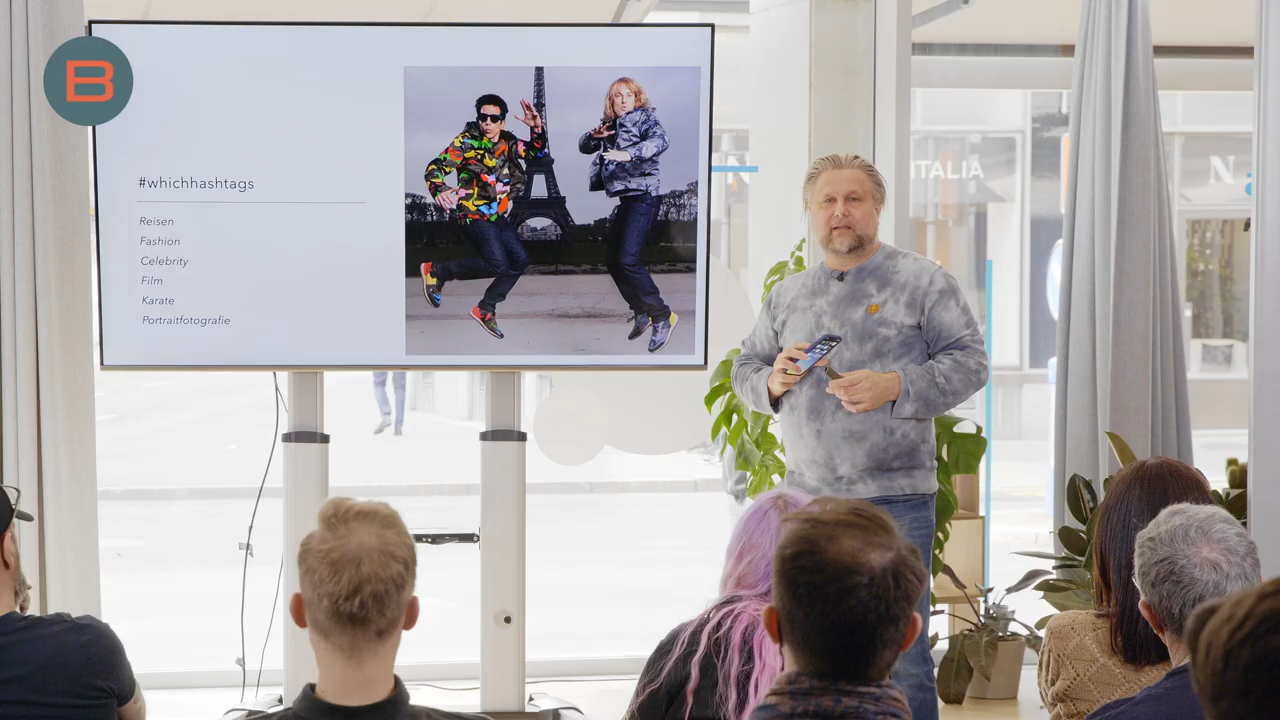 B
#whichhashtags
Reisen
Fashion
Celebrity
Film
Karate
Portraitfotografie
N
ITALIA
N